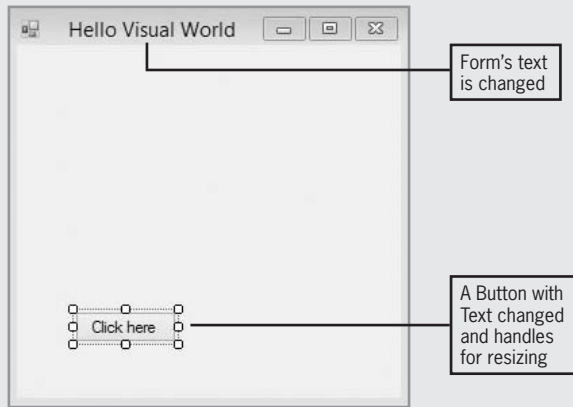 Hello Visual World
Form's text
is changed
Click here
A Button with
Text changed
and handles
for resizing